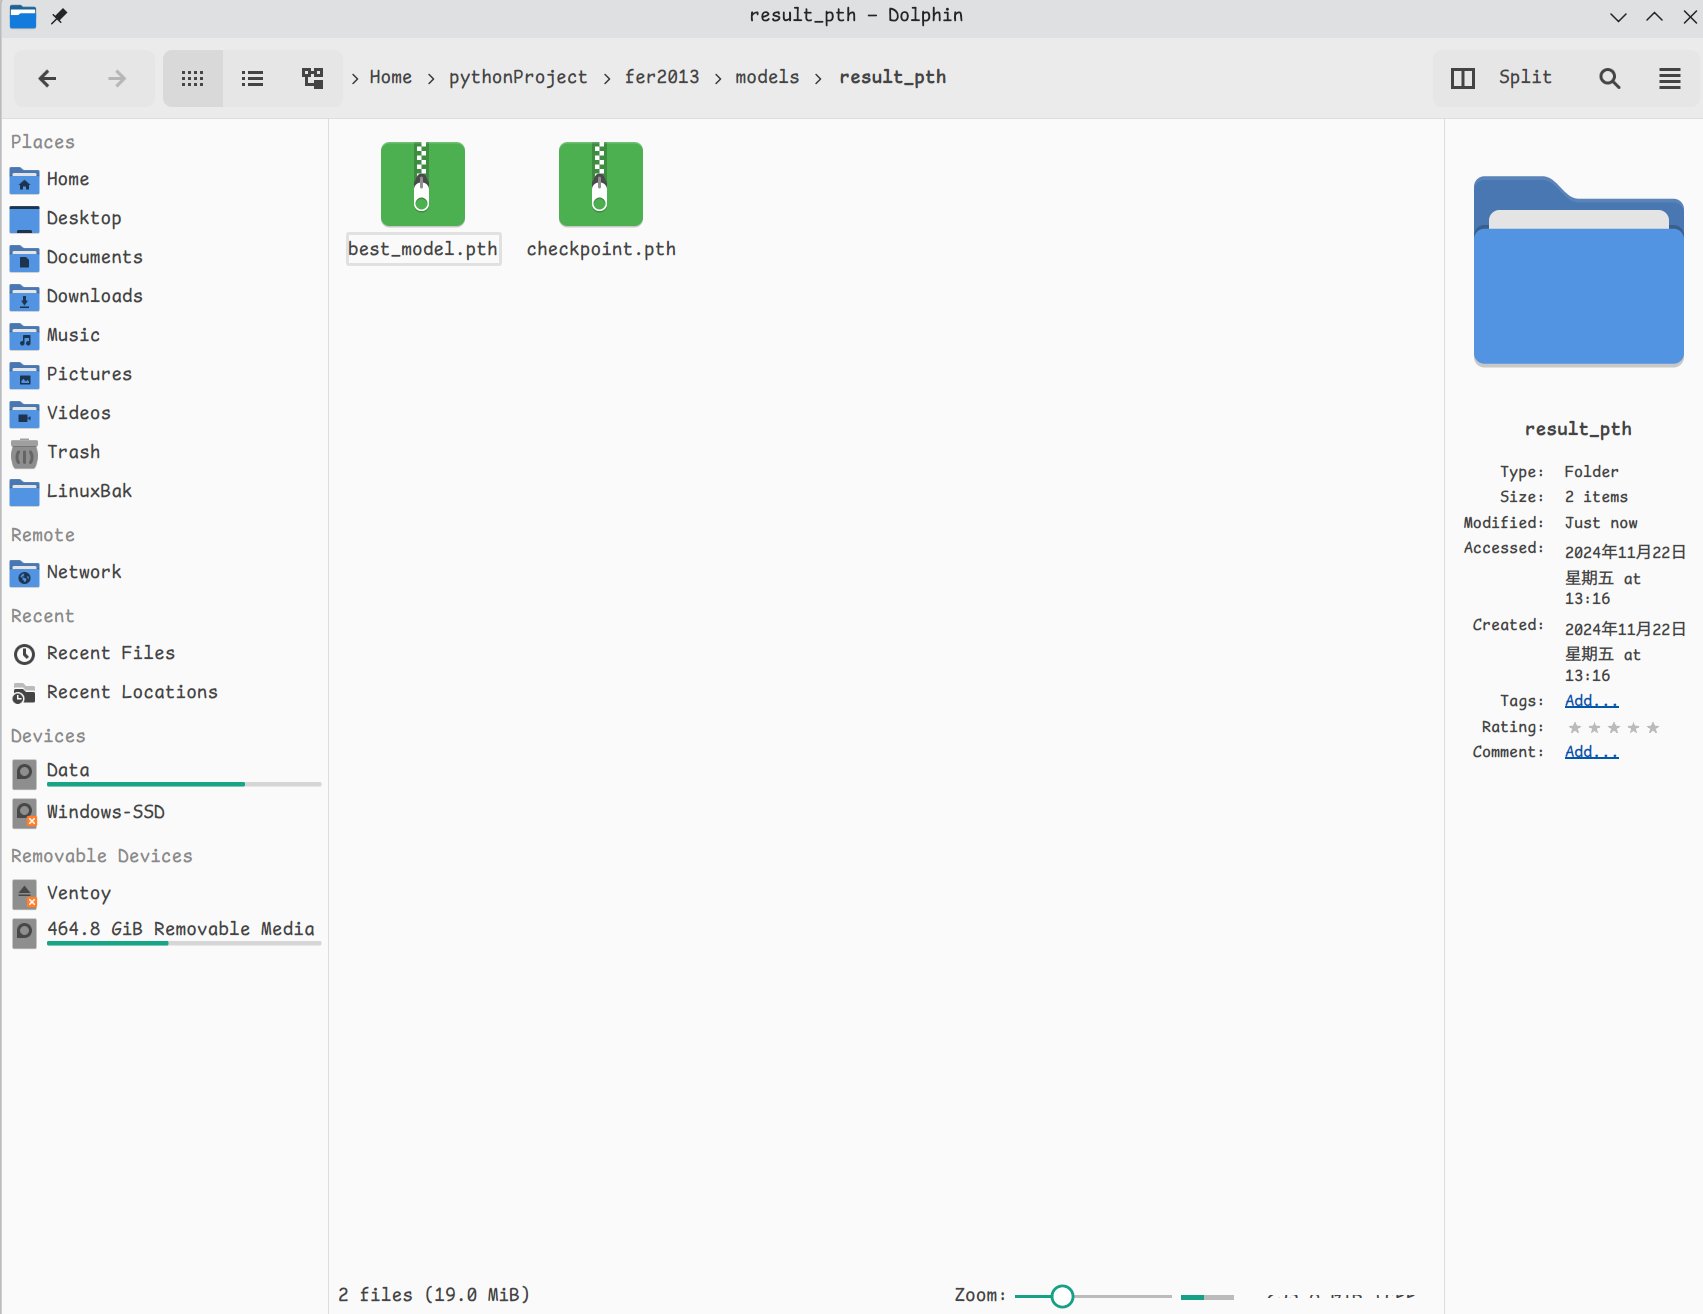 result_pth – Dolphin
Home
pythonProject
fer2013
models
result_pth
Split
Places
Home
Desktop
Documents
Downloads
Music
Pictures
Videos
Trash
LinuxBak
Remote
Network
Recent
Recent Files
Recent Locations
Devices
Data
Windows-SSD
Removable Devices
Ventoy
464.8 GiB Removable Media
best_model.pth
checkpoint.pth
result_pth
Type: Folder
Size: 2 items
Modified: Just now
Accessed: 2024年11月22日
星期五 at
13:16
Created: 2024年11月22日
星期五 at
13:16
Tags: Add...
Rating: ★★★★★
Comment: Add...
2 files (19.0 MiB)
Zoom: